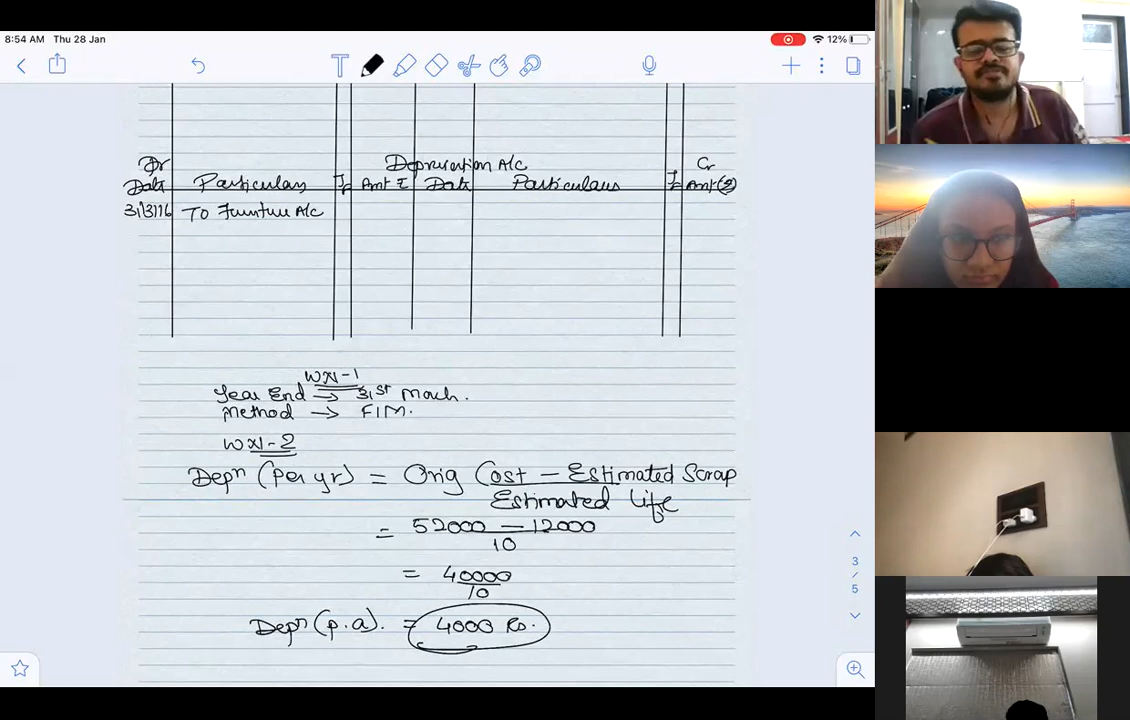 8:54 AM Thu 28 Jan
12%
T
Depreciation A/c
Dr Cr
Date Particulars Jf Amt ₹ Date Particulars Jf Amt (₹)
31/3/16 To Furniture A/c
WN-1
Year End → 31st March.
Method → FIM.
WN-2
Depn (per yr) = Orig Cost – Estimated Scrap
Estimated Life
= 52000 – 12000
10
= 40000
10
Depn (p.a). = 4000 Rs.
3
/
5